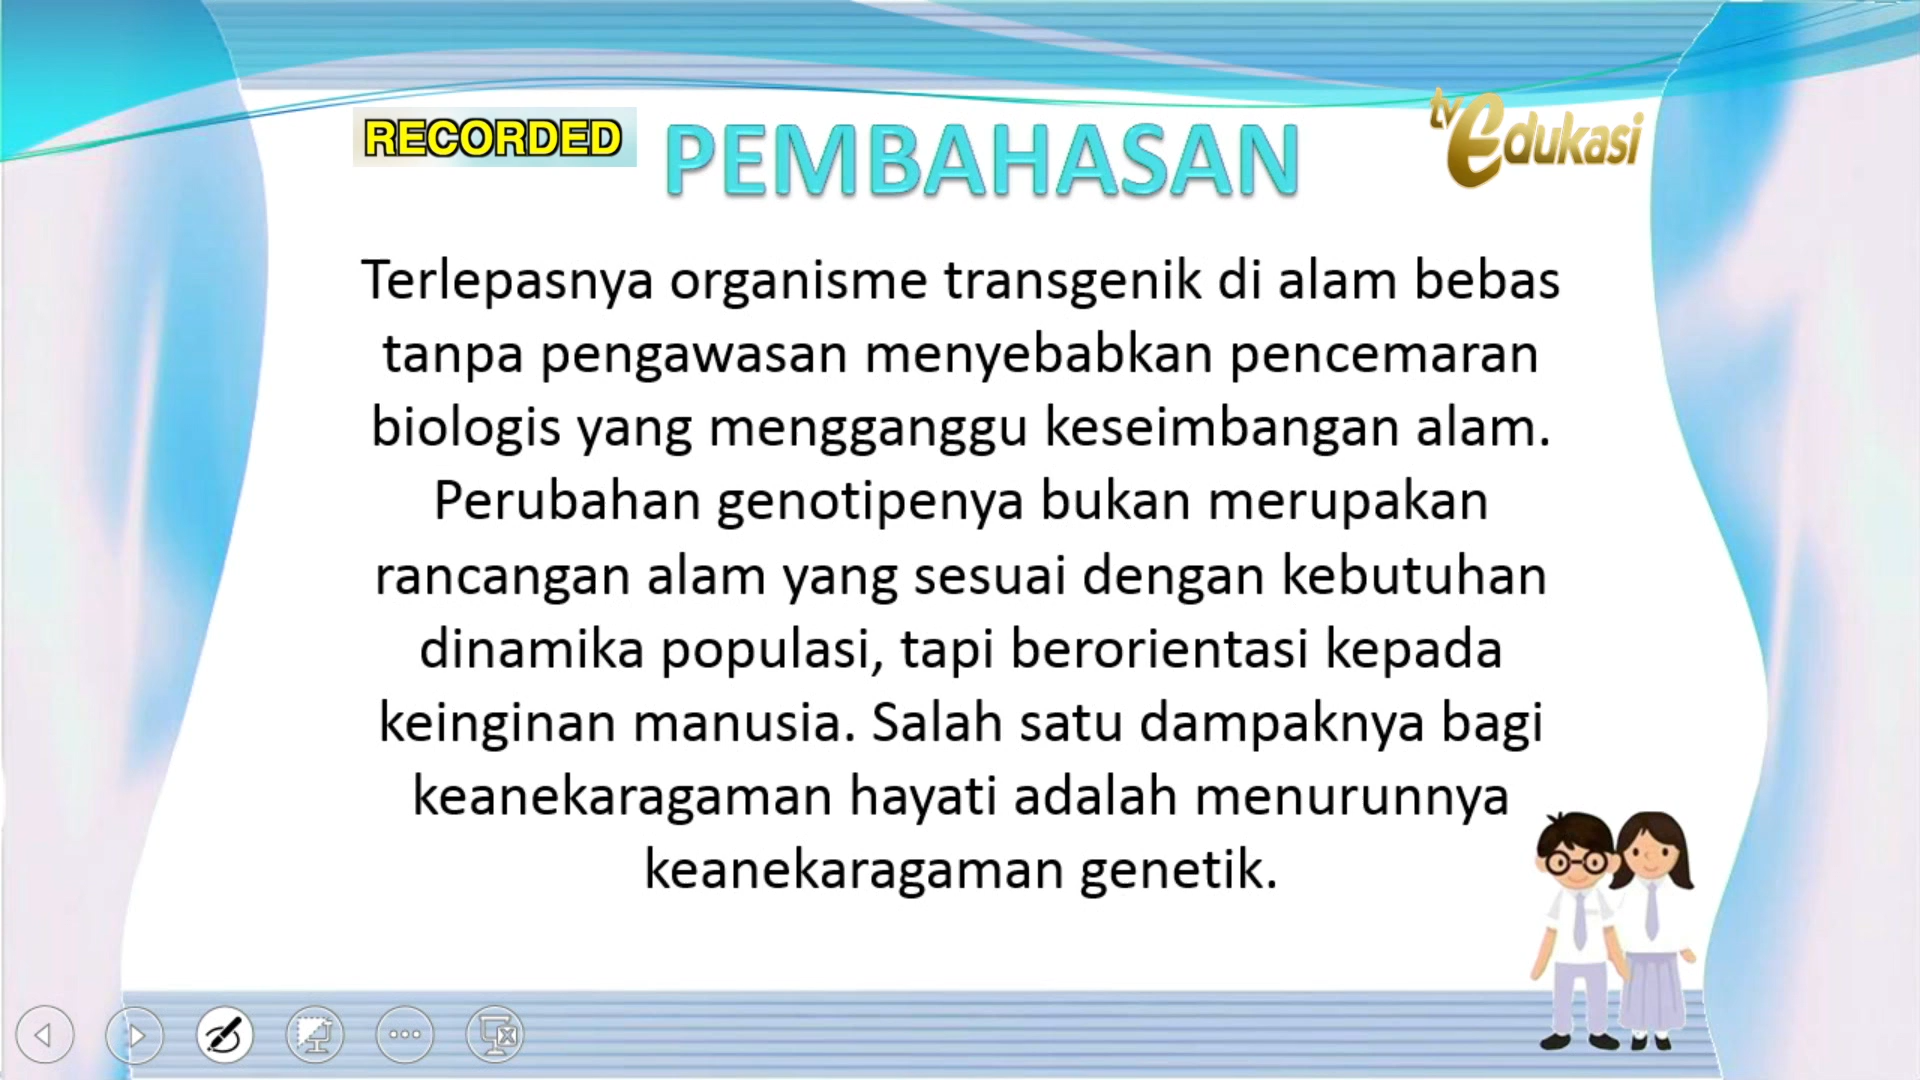 RECORDED
PEMBAHASAN
tv Edukasi
Terlepasnya organisme transgenik di alam bebas
tanpa pengawasan menyebabkan pencemaran
biologis yang mengganggu keseimbangan alam.
Perubahan genotipenya bukan merupakan
rancangan alam yang sesuai dengan kebutuhan
dinamika populasi, tapi berorientasi kepada
keinginan manusia. Salah satu dampaknya bagi
keanekaragaman hayati adalah menurunnya
keanekaragaman genetik.